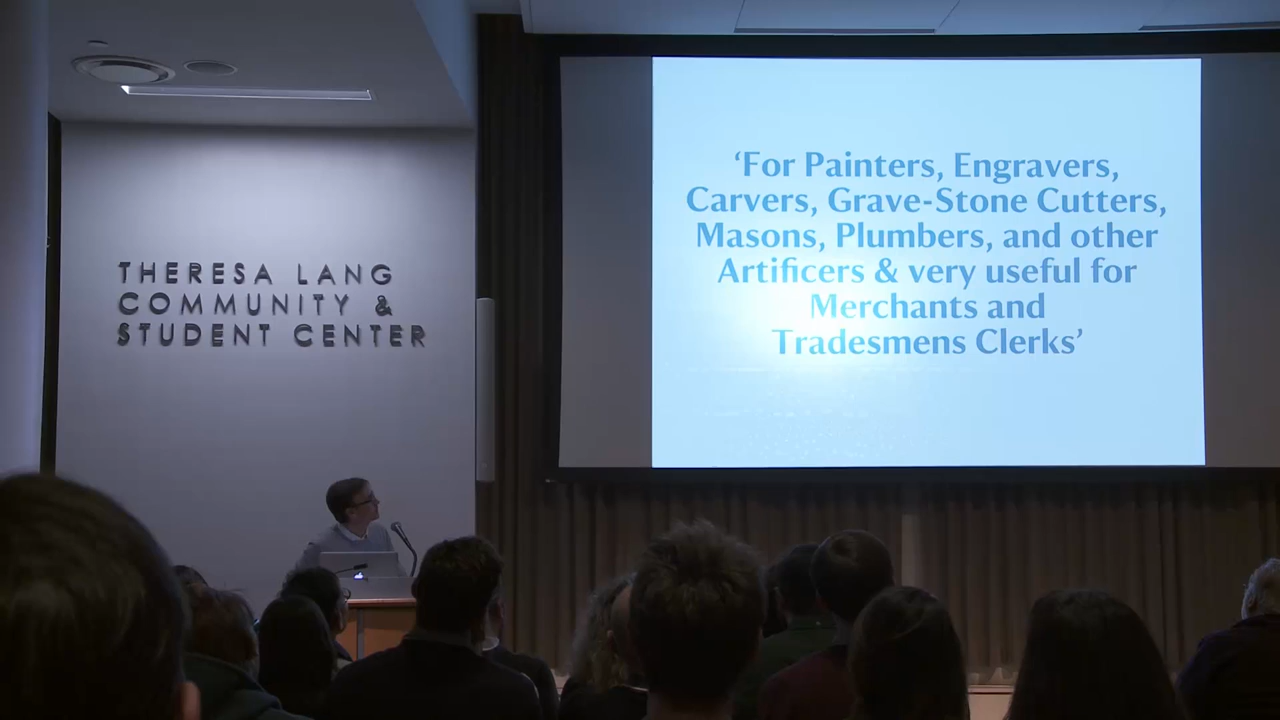 THERESA LANG
COMMUNITY &
STUDENT CENTER
‘For Painters, Engravers,
Carvers, Grave-Stone Cutters,
Masons, Plumbers, and other
Artificers & very useful for
Merchants and
Tradesmens Clerks’